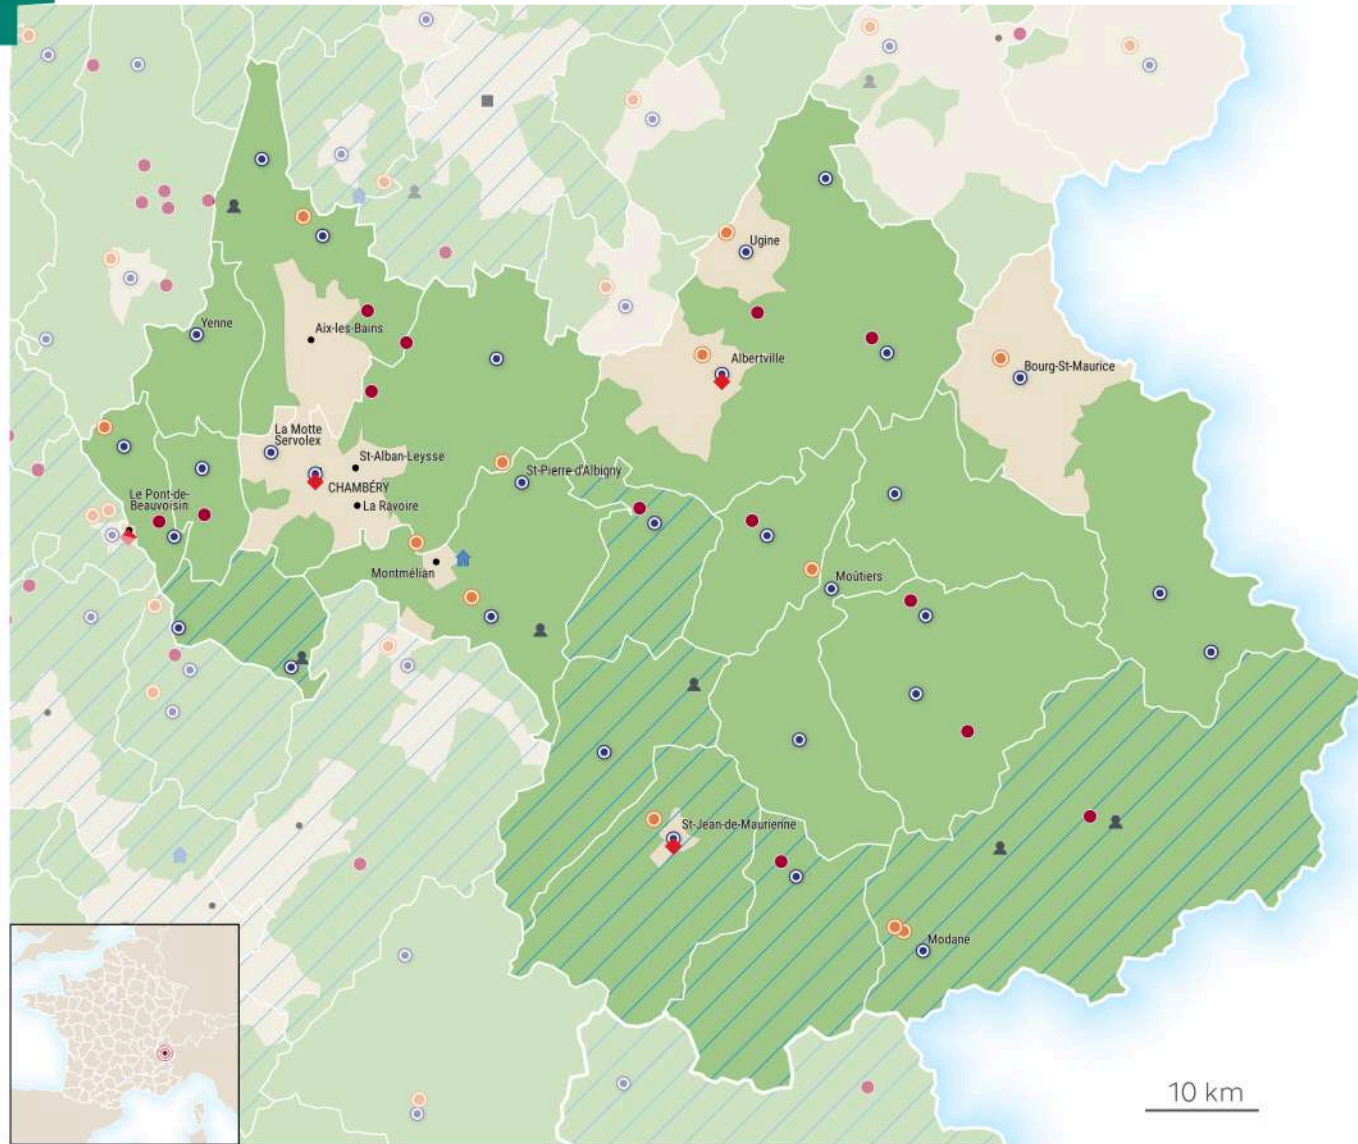 Ugine
Yenne
Aix-les-Bains
Albertville
Bourg-St-Maurice
La Motte
Servolex
St-Alban-Leysse
St-Pierre-d'Albigny
CHAMBÉRY
Le Pont-de-
Beauvoisin
La Ravoire
Montmélian
Moûtiers
St-Jean-de-Maurienne
Modane
10 km